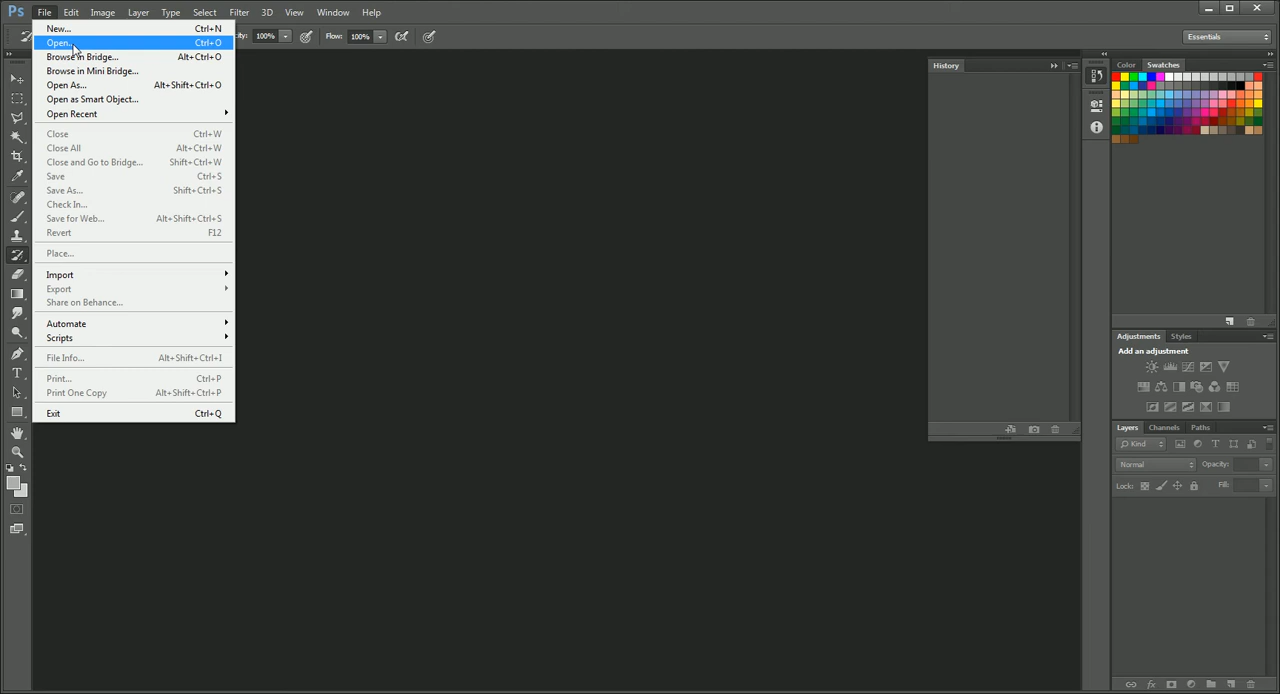 Ps File Edit Image Layer Type Select Filter 3D View Window Help
100% Flow: 100% Essentials
New... Ctrl+N
Open... Ctrl+O
Browse in Bridge... Alt+Ctrl+O
Browse in Mini Bridge...
Open As... Alt+Shift+Ctrl+O
Open as Smart Object...
Open Recent
Close Ctrl+W
Close All Alt+Ctrl+W
Close and Go to Bridge... Shift+Ctrl+W
Save Ctrl+S
Save As... Shift+Ctrl+S
Check In...
Save for Web... Alt+Shift+Ctrl+S
Revert F12
Place...
Import
Export
Share on Behance...
Automate
Scripts
File Info... Alt+Shift+Ctrl+I
Print... Ctrl+P
Print One Copy Alt+Shift+Ctrl+P
Exit Ctrl+Q
History
Color Swatches
Adjustments Styles
Add an adjustment
Layers Channels Paths
Kind
Normal Opacity:
Lock: Fill: